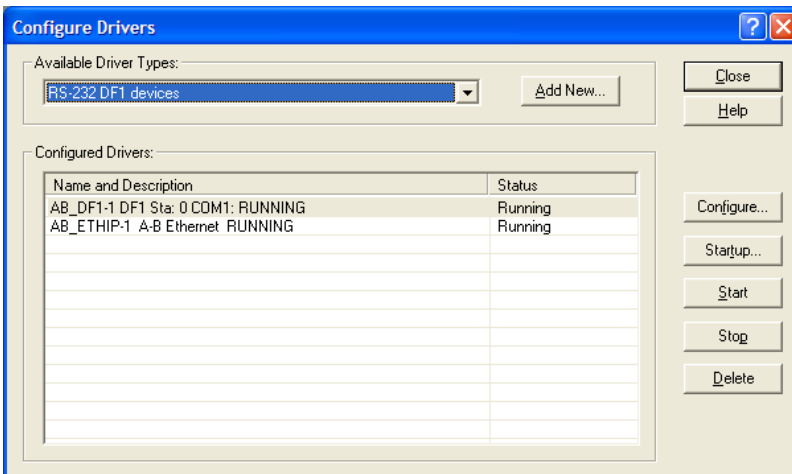 Configure Drivers
Available Driver Types:
RS-232 DF1 devices
Add New...
Close
Help
Configured Drivers:
Name and Description Status
AB_DF1-1 DF1 Sta: 0 COM1: RUNNING Running
AB_ETHIP-1 A-B Ethernet RUNNING Running
Configure...
Startup...
Start
Stop
Delete